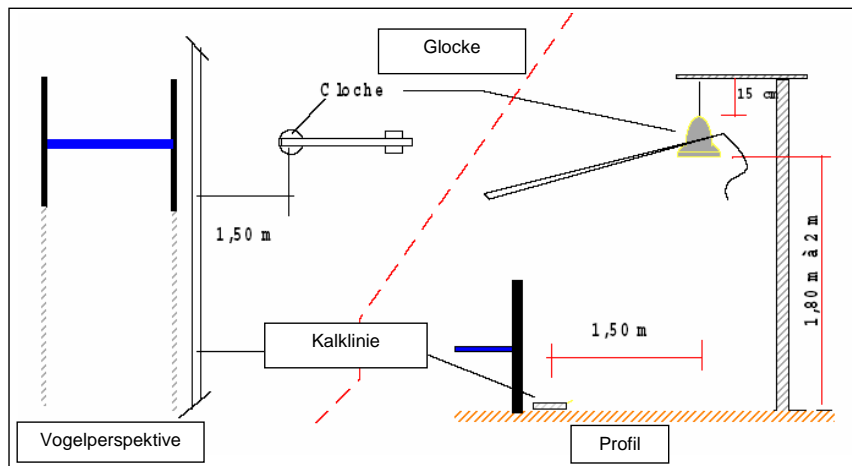 Glocke
Cloche
15 cm
1,50 m
1,80 m à 2 m
1,50 m
Kalklinie
Vogelperspektive
Profil